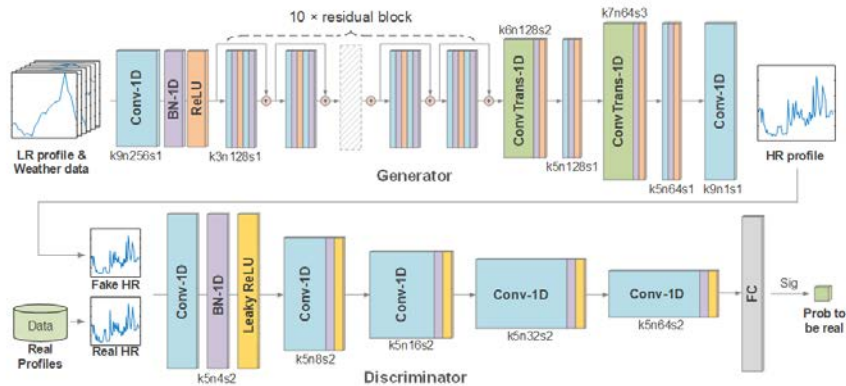 10 × residual block
k6n128s2
k7n64s3
Conv-1D
BN-1D
ReLU
Conv Trans-1D
Conv Trans-1D
Conv-1D
LR profile &
Weather data
k9n256s1
k3n128s1
k5n128s1
k5n64s1
k9n1s1
HR profile
Generator
Fake HR
Data
Real
Profiles
Real HR
Conv-1D
BN-1D
Leaky ReLU
k5n4s2
Conv-1D
k5n8s2
Conv-1D
k5n16s2
Conv-1D
k5n32s2
Conv-1D
k5n64s2
FC
Sig
Prob to
be real
Discriminator